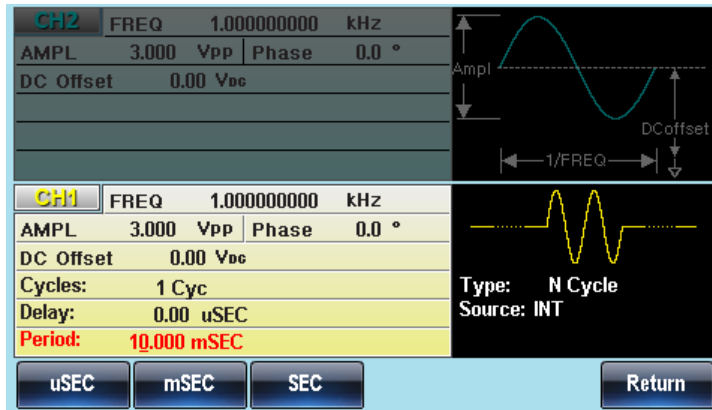 CH2 FREQ 1.000000000 kHz
AMPL 3.000 Vpp Phase 0.0 °
DC Offset 0.00 VDC
Ampl
DCoffset
1/FREQ
CH1 FREQ 1.000000000 kHz
AMPL 3.000 Vpp Phase 0.0 °
DC Offset 0.00 VDC
Cycles: 1 Cyc
Delay: 0.00 uSEC
Period: 10.000 mSEC
Type: N Cycle
Source: INT
uSEC mSEC SEC Return